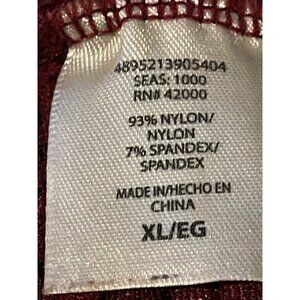 4895213905404
SEAS: 1000
RN# 42000
93% NYLON/
NYLON
7% SPANDEX/
SPANDEX
MADE IN/HECHO EN
CHINA
XL/EG